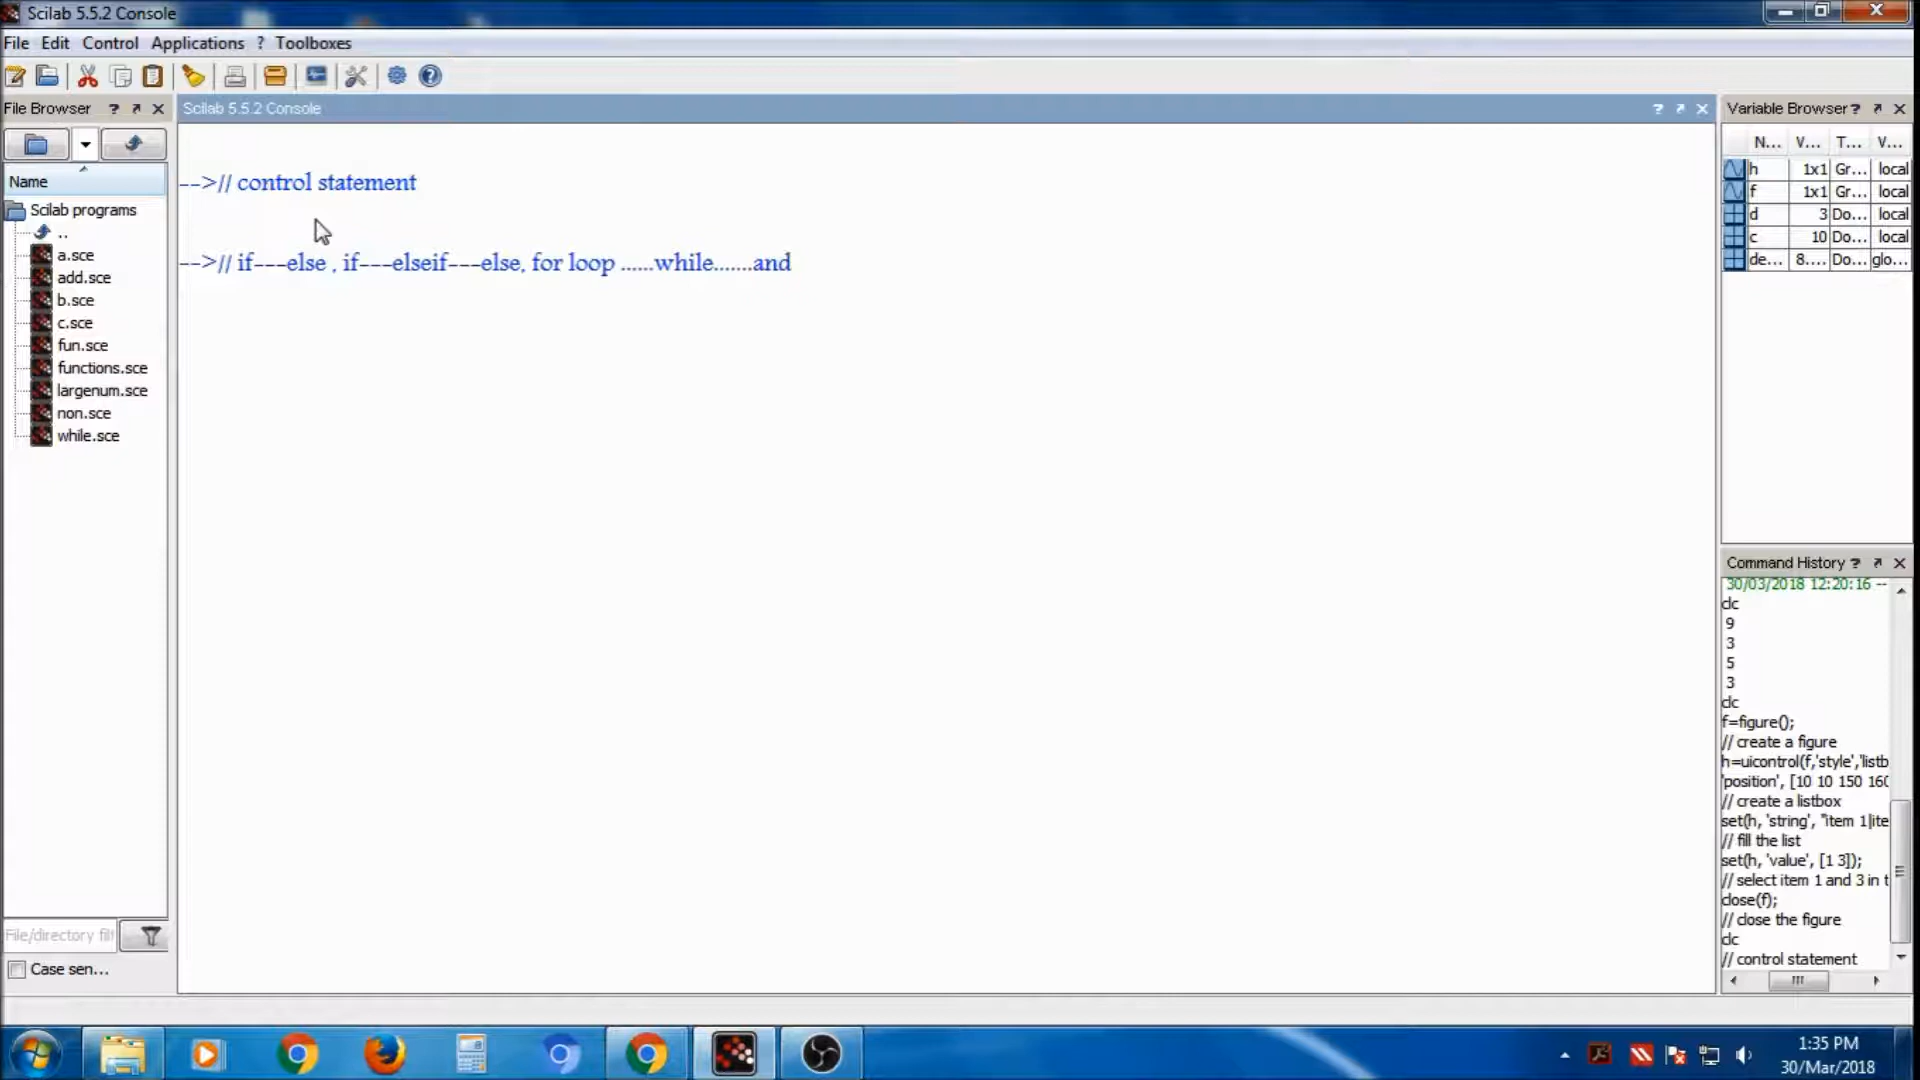 Scilab 5.5.2 Console
File Edit Control Applications ? Toolboxes
File Browser ?
Name
Scilab programs
..
a.sce
add.sce
b.sce
c.sce
fun.sce
functions.sce
largenum.sce
non.sce
while.sce
File/directory fil
Case sen...
Scilab 5.5.2 Console ?
-->// control statement
-->// if---else , if---elseif---else, for loop ......while.......and
Variable Browser ?
N... V... T... V...
h 1x1 Gr... local
f 1x1 Gr... local
d 3 Do... local
c 10 Do... local
de... 8.... Do... glo...
Command History ?
30/03/2018 12:20:16 --
clc
9
3
5
3
clc
f=figure();
// create a figure
h=uicontrol(f,'style','listb
'position', [10 10 150 160
// create a listbox
set(h, 'string', "item 1|ite
// fill the list
set(h, 'value', [1 3]);
// select item 1 and 3 in t
close(f);
// close the figure
clc
// control statement
1:35 PM
30/Mar/2018